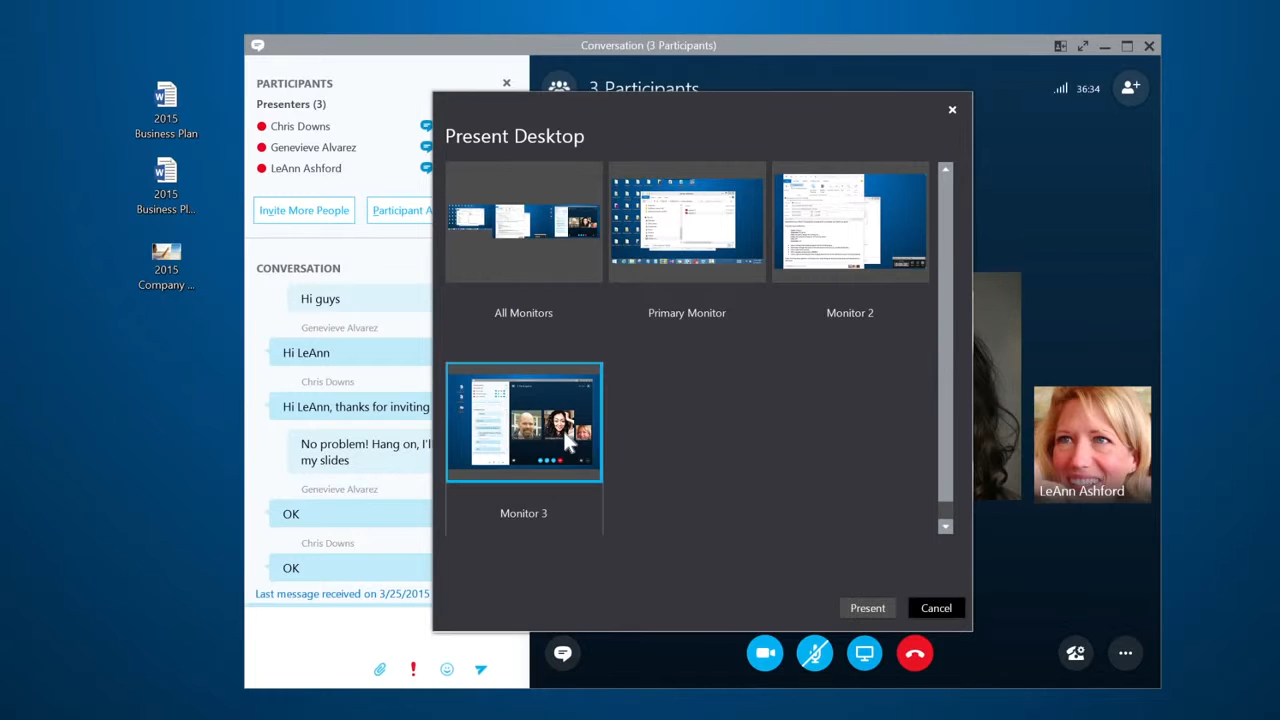 2015
Business Plan
2015
Business Pl...
2015
Company ...
Conversation (3 Participants)
PARTICIPANTS
Presenters (3)
Chris Downs
Genevieve Alvarez
LeAnn Ashford
Invite More People
Participant A
CONVERSATION
Hi guys
Genevieve Alvarez
Hi LeAnn
Chris Downs
Hi LeAnn, thanks for inviting
No problem! Hang on, I'l
my slides
Genevieve Alvarez
OK
Chris Downs
OK
Last message received on 3/25/2015
3 Participants
36:34
Present Desktop
All Monitors
Primary Monitor
Monitor 2
Monitor 3
Present
Cancel
LeAnn Ashford